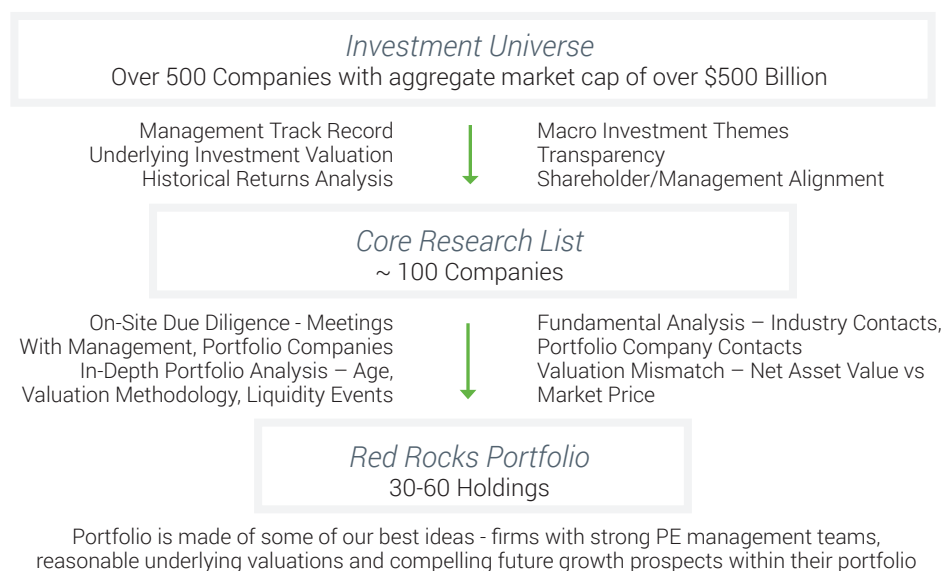 Investment Universe
Over 500 Companies with aggregate market cap of over $500 Billion
Management Track Record
Underlying Investment Valuation
Historical Returns Analysis
Macro Investment Themes
Transparency
Shareholder/Management Alignment
Core Research List
~ 100 Companies
On-Site Due Diligence - Meetings
With Management, Portfolio Companies
In-Depth Portfolio Analysis – Age,
Valuation Methodology, Liquidity Events
Fundamental Analysis – Industry Contacts,
Portfolio Company Contacts
Valuation Mismatch – Net Asset Value vs
Market Price
Red Rocks Portfolio
30-60 Holdings
Portfolio is made of some of our best ideas - firms with strong PE management teams,
reasonable underlying valuations and compelling future growth prospects within their portfolio